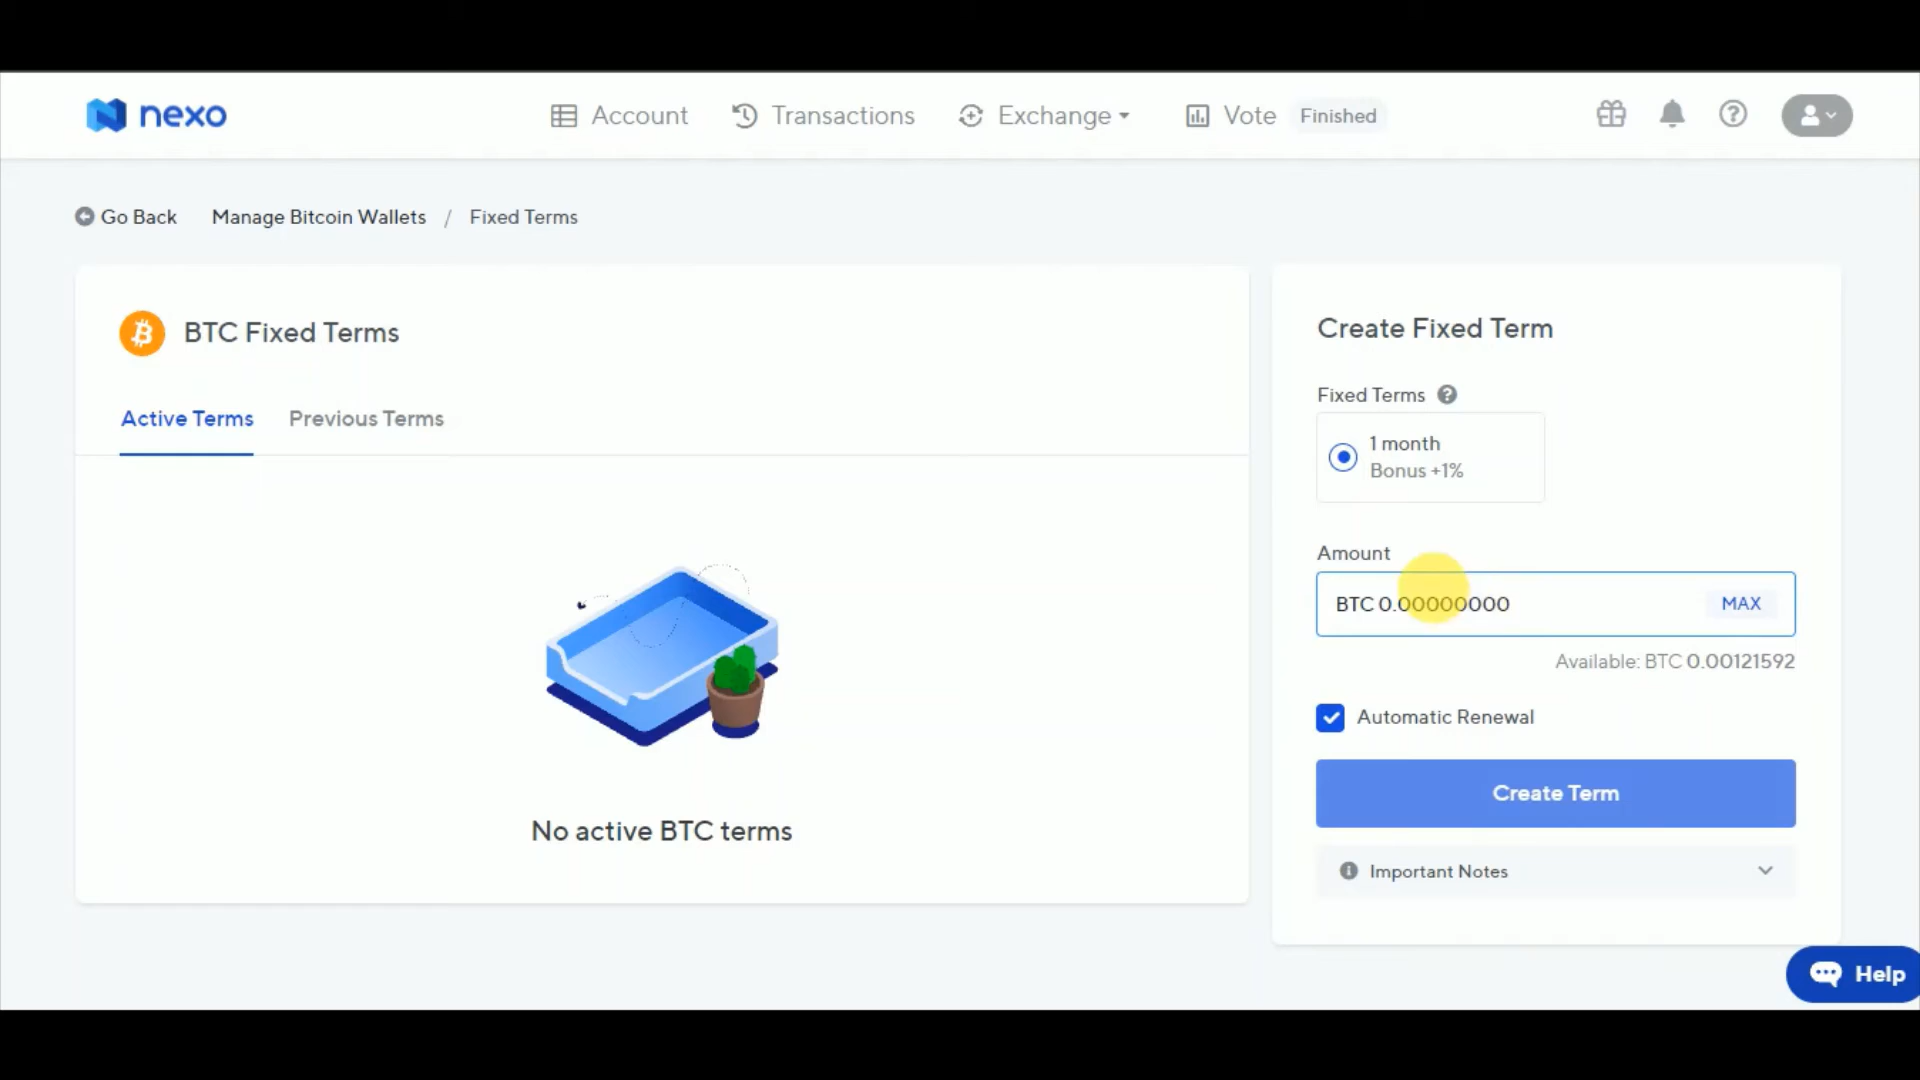 nexo
Account
Transactions
Exchange
Vote
Finished
Go Back
Manage Bitcoin Wallets / Fixed Terms
BTC Fixed Terms
Active Terms
Previous Terms
No active BTC terms
Create Fixed Term
Fixed Terms
1 month
Bonus +1%
Amount
BTC 0.00000000
MAX
Available: BTC 0.00121592
Automatic Renewal
Create Term
Important Notes
Help